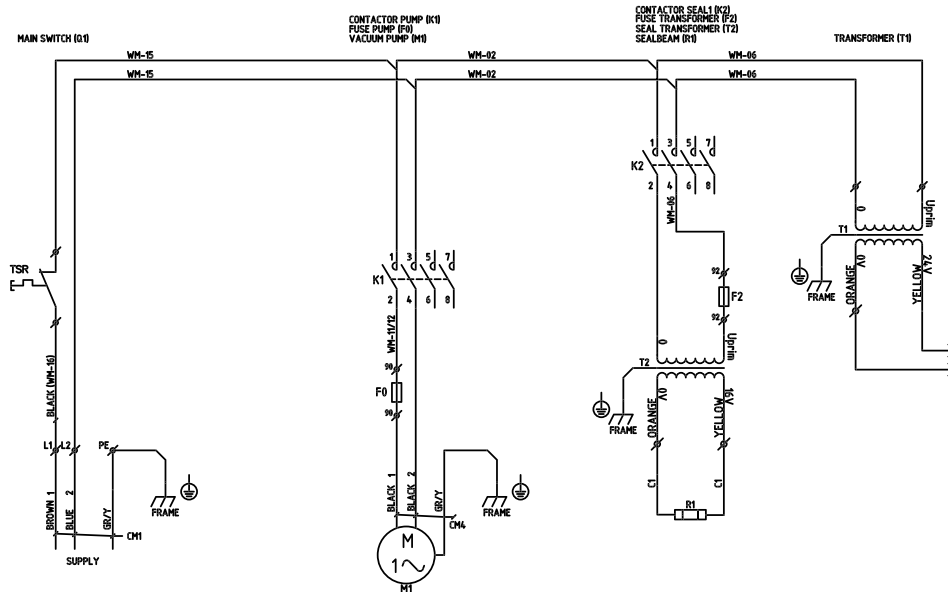 MAIN SWITCH (Q1)
CONTACTOR PUMP (K1)
FUSE PUMP (F0)
VACUUM PUMP (M1)
CONTACTOR SEAL1 (K2)
FUSE TRANSFORMER (F2)
SEAL TRANSFORMER (T2)
SEALBEAM (R1)
TRANSFORMER (T1)
WM-15
WM-02
WM-06
WM-15
WM-02
WM-06
1 3 5 7
K2
2 4 6 8
WM-06
0
Uprim
T1
0V
24V
ORANGE
YELLOW
FRAME
TSR
1 3 5 7
K1
2 4 6 8
WM-11/12
90
F0
90
92
F2
92
0
Uprim
T2
0V
16V
ORANGE
YELLOW
FRAME
C1
C1
R1
BLACK (WM-16)
L1
L2
PE
BROWN 1
BLUE 2
GR/Y
CM1
SUPPLY
FRAME
BLACK 1
BLACK 2
GR/Y
CM4
FRAME
M
1
M1